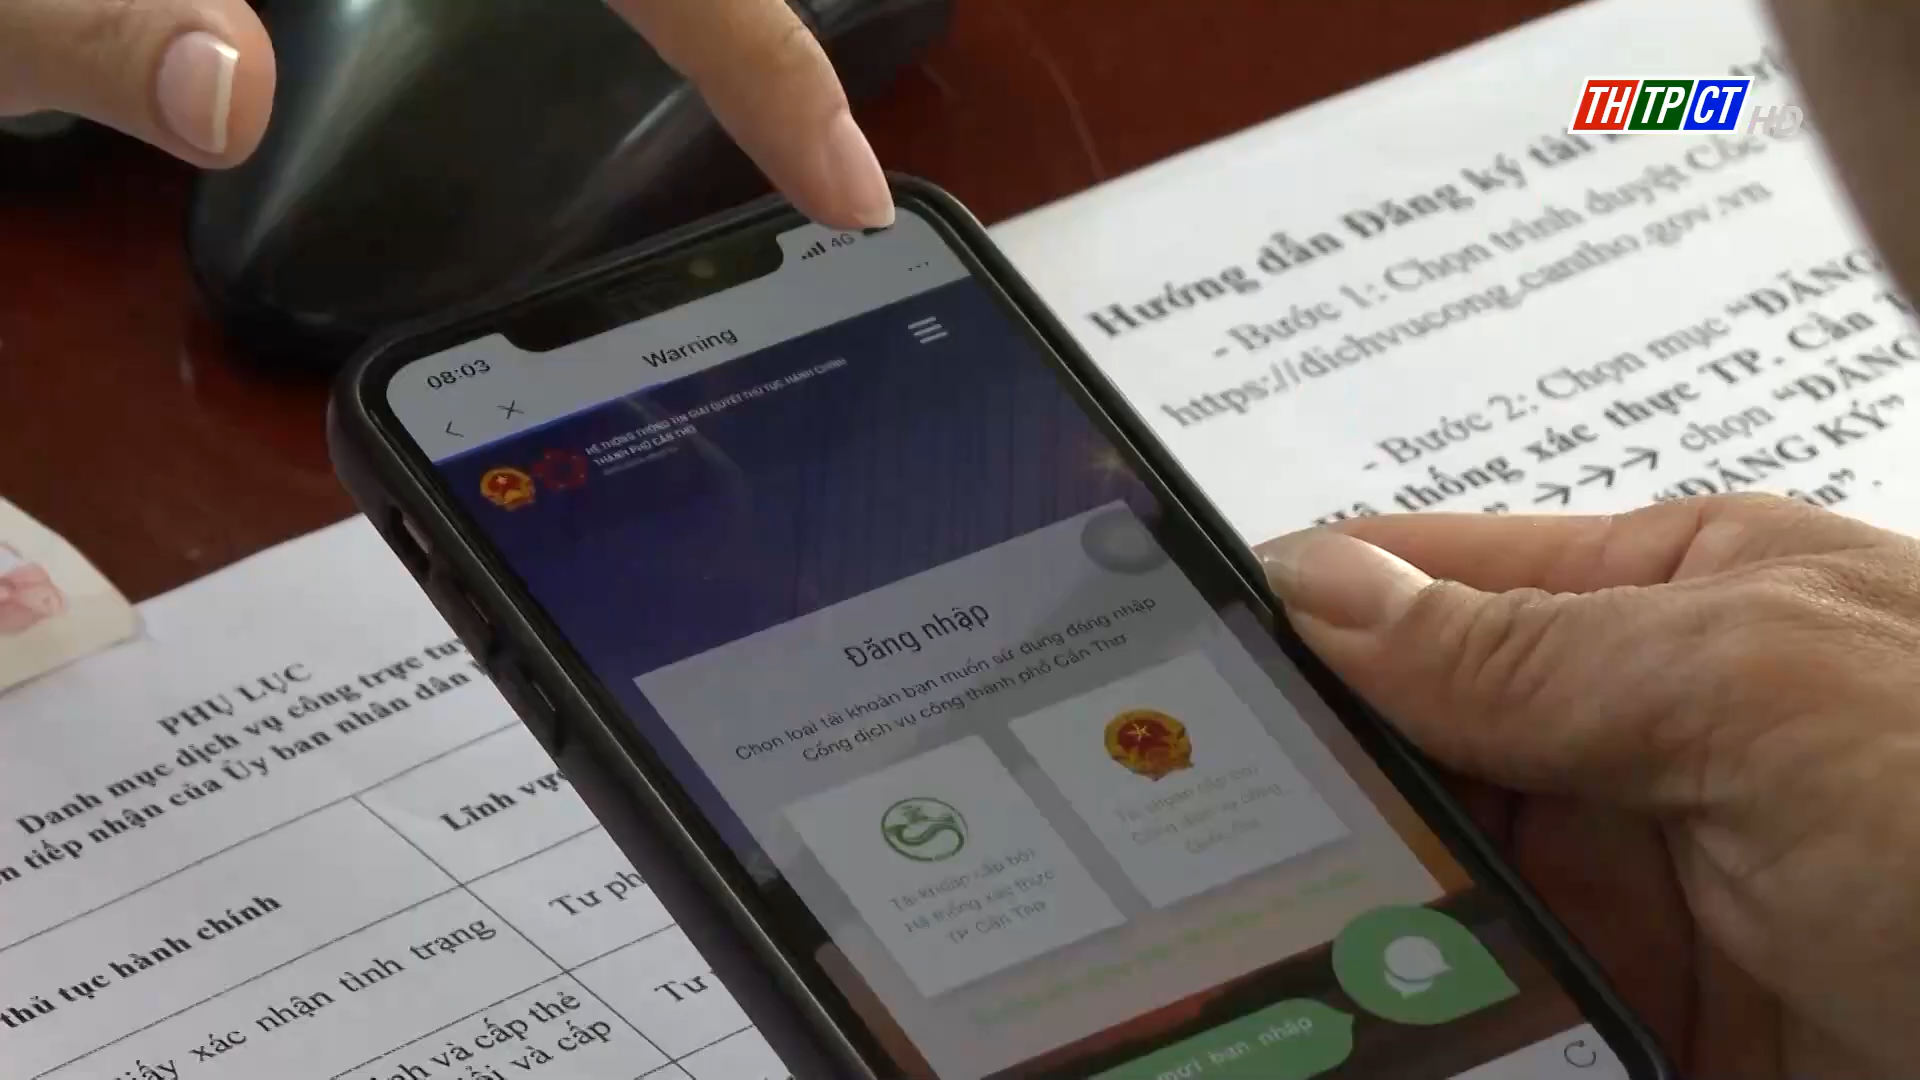 TH TP CT HD
Hướng dẫn Đăng ký tài
- Bước 1: Chọn trình duyệt Cốc
https://dichvucong.cantho.gov.vn
- Bước 2: Chọn mục “ĐĂNG
Hệ thống xác thực TP. Cần
” →→→ chọn “ĐĂNG
“ĐĂNG KÝ”
08:03
4G
Warning
HỆ THỐNG THÔNG TIN GIẢI QUYẾT THỦ TỤC HÀNH CHÍNH
THÀNH PHỐ CẦN THƠ
Đăng nhập
Chọn loại tài khoản bạn muốn sử dụng đăng nhập
Cổng dịch vụ công thành phố Cần Thơ
Tài khoản cấp bởi
Hệ thống xác thực
TP. Cần Thơ
Tài khoản cấp bởi
Cổng dịch vụ công
Quốc gia
mời bạn nhập
PHỤ LỤC
Danh mục dịch vụ công trực tuy
tiếp nhận của Ủy ban nhân dân
thủ tục hành chính
Lĩnh vực
xác nhận tình trạng
Tư ph
và cấp thẻ
và cấp
Tư